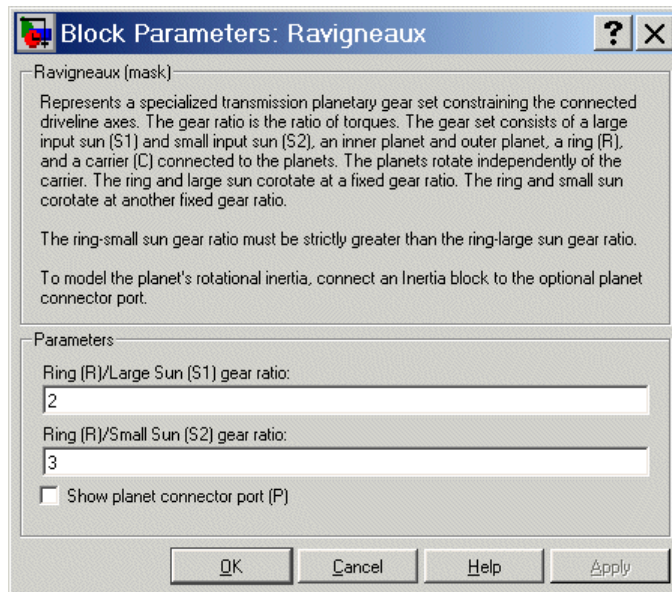 Block Parameters: Ravigneaux
Ravigneaux (mask)
Represents a specialized transmission planetary gear set constraining the connected
driveline axes. The gear ratio is the ratio of torques. The gear set consists of a large
input sun (S1) and small input sun (S2), an inner planet and outer planet, a ring (R),
and a carrier (C) connected to the planets. The planets rotate independently of the
carrier. The ring and large sun corotate at a fixed gear ratio. The ring and small sun
corotate at another fixed gear ratio.
The ring-small sun gear ratio must be strictly greater than the ring-large sun gear ratio.
To model the planet's rotational inertia, connect an Inertia block to the optional planet
connector port.
Parameters
Ring (R)/Large Sun (S1) gear ratio:
2
Ring (R)/Small Sun (S2) gear ratio:
3
Show planet connector port (P)
OK Cancel Help Apply